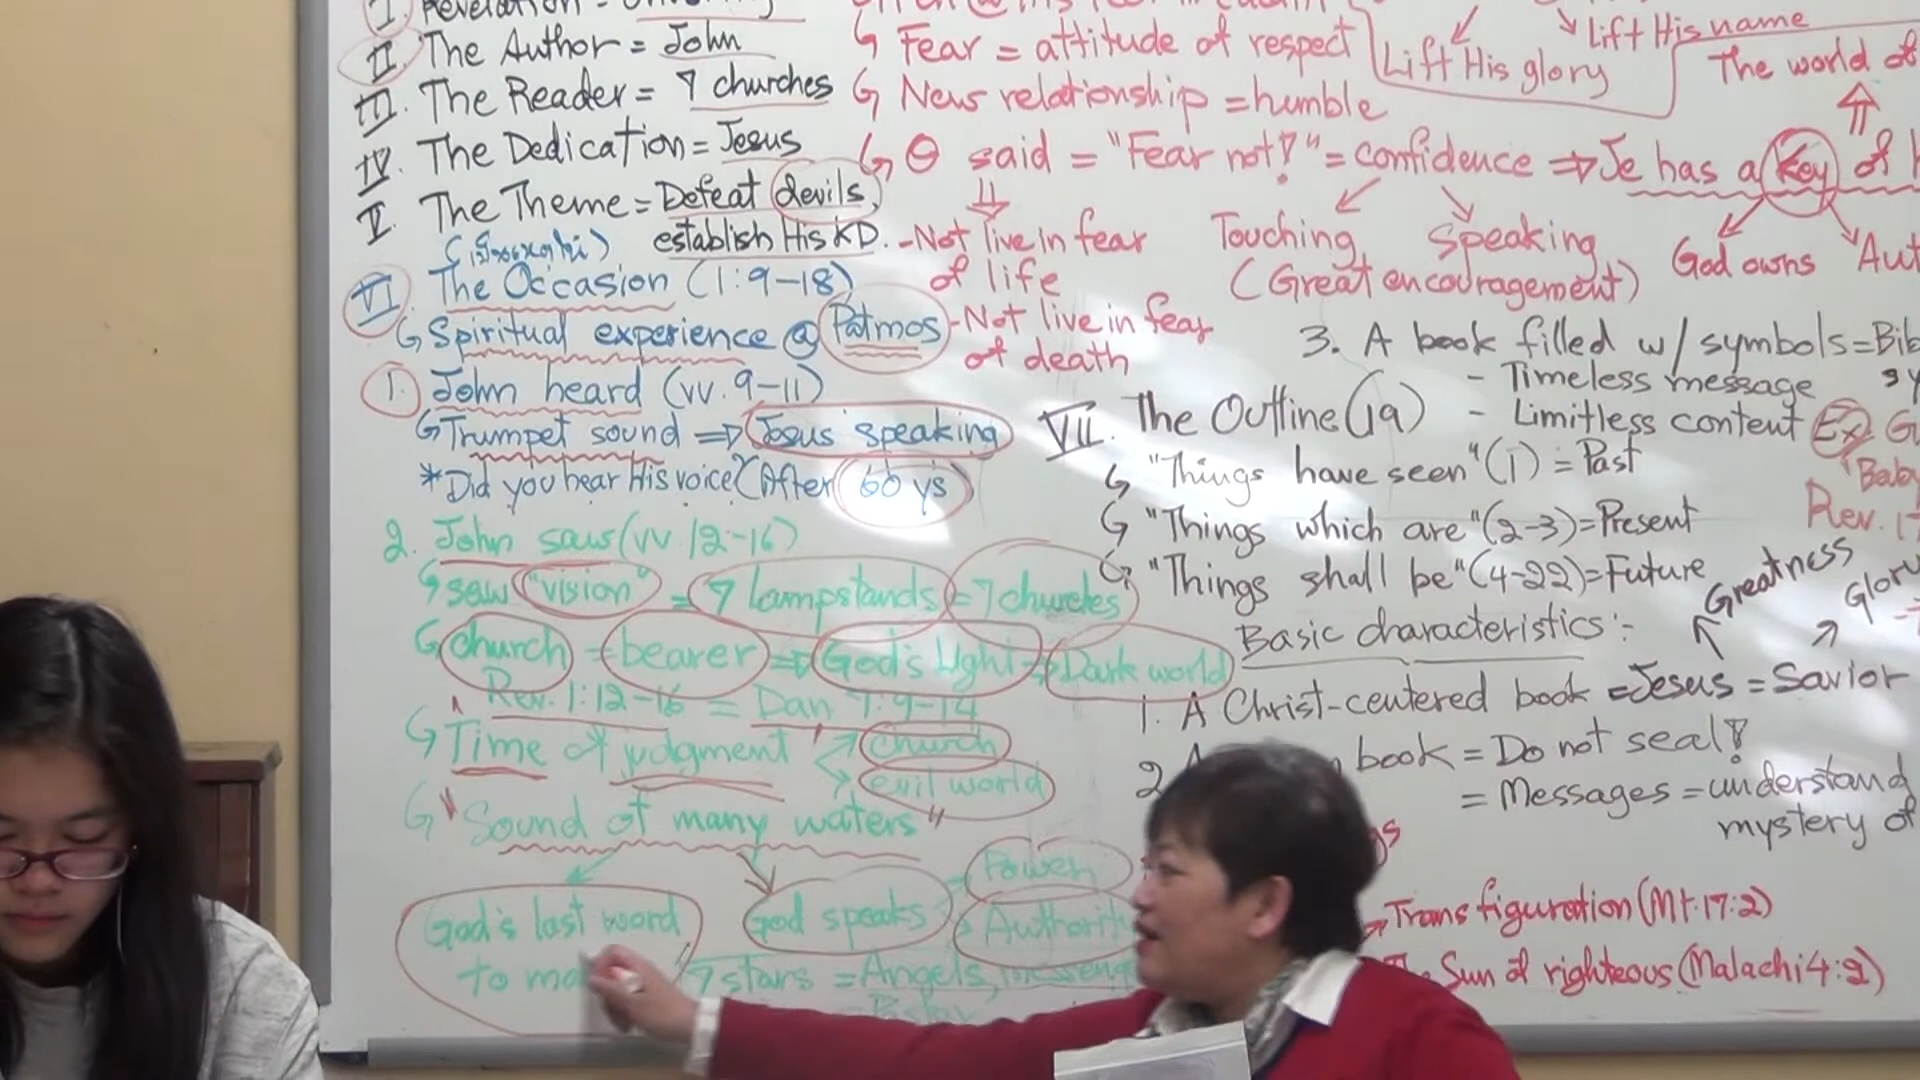 I. Revelation =
II. The Author = John
III. The Reader = 7 churches
IV. The Dedication = Jesus
V. The Theme = Defeat devils,
establish His KD.
VI. The Occasion (1:9-18)
↳ Spiritual experience @ Patmos
1. John heard (vv. 9-11)
↳ Trumpet sound ⇒ Jesus speaking
*Did you hear His voice? (After 60 ys)
2. John saw (vv 12-16)
↳ saw "vision" = 7 lampstands = 7 churches
↳ church = bearer ⇒ God's Light ⇒ Dark world
Rev. 1:12-16 = Dan 7:9-14
↳ Time of judgment
church
evil world
↳ "Sound of many waters"
God's last word
to
God speaks
Power
Authority
7 stars = Angels,
↳ Fear = attitude of respect
↳ New relationship = humble
↳ Θ said = "Fear not!" = confidence ⇒ Je has a key of
-Not live in fear
of life
-Not live in fear
of death
Touching
Speaking
(Great encouragement)
God owns
Lift His glory
Lift His name
The world of
3. A book filled w/ symbols =
- Timeless message
- Limitless content
Ex
Rev. 17
VII. The Outline (19)
↳ "Things have seen" (1) = Past
↳ "Things which are" (2-3) = Present
↳ "Things shall be" (4-22) = Future
Basic characteristics:-
Greatness
1. A Christ-centered book = Jesus = Savior
2. book = Do not seal!
= Messages = understand
mystery of
Transfiguration (Mt. 17:2)
Sun of righteous (Malachi 4:2)